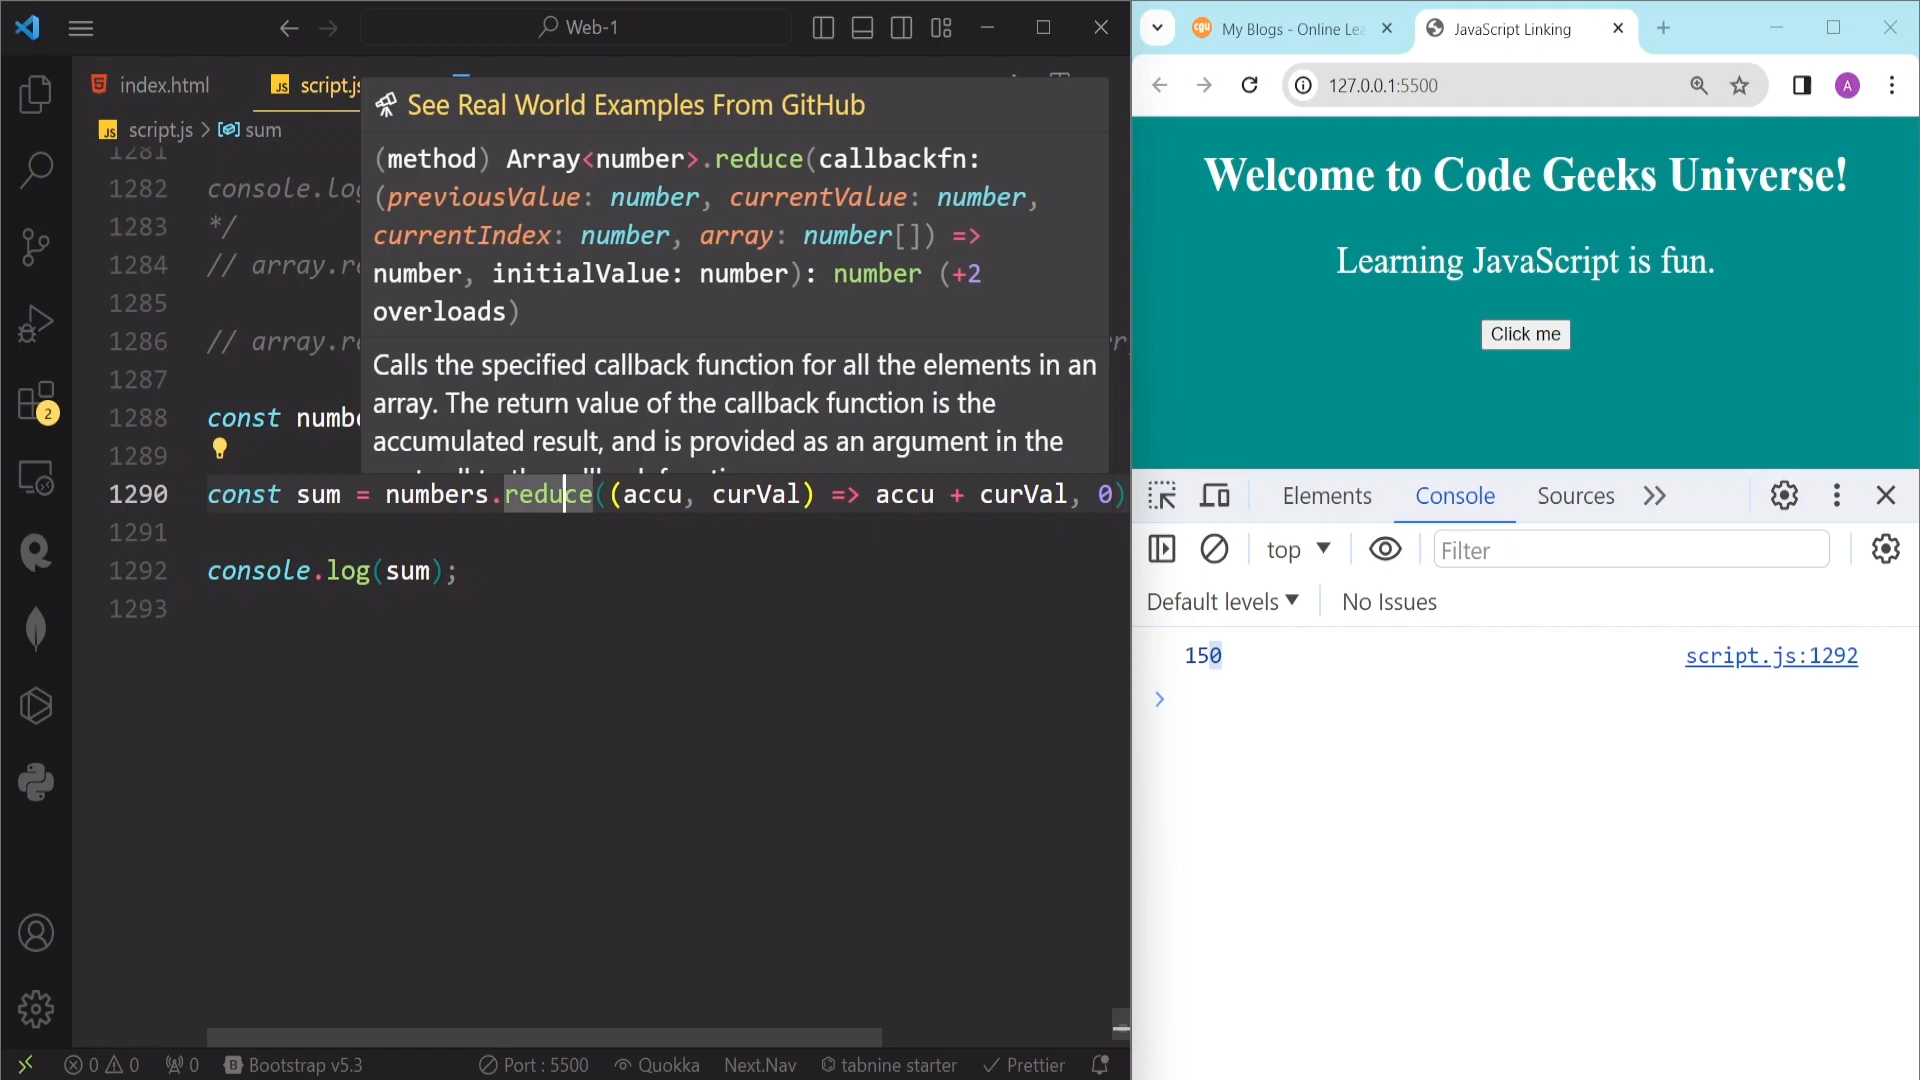 Web-1
index.html
script.js
script.js > sum
See Real World Examples From GitHub
(method) Array<number>.reduce(callbackfn:
(previousValue: number, currentValue: number,
currentIndex: number, array: number[]) =>
number, initialValue: number): number (+2
overloads)
Calls the specified callback function for all the elements in an
array. The return value of the callback function is the
accumulated result, and is provided as an argument in the
1281
1282 console.log
1283 */
1284 // array.re
1285
1286 // array.re
1287
1288 const numbe
1289
1290 const sum = numbers.reduce((accu, curVal) => accu + curVal, 0)
1291
1292 console.log(sum);
1293
2
0 0 0 Bootstrap v5.3 Port : 5500 Quokka Next.Nav tabnine starter Prettier
My Blogs - Online Lea
JavaScript Linking
127.0.0.1:5500
A
Welcome to Code Geeks Universe!
Learning JavaScript is fun.
Click me
Elements Console Sources
top Filter
Default levels No Issues
150 script.js:1292